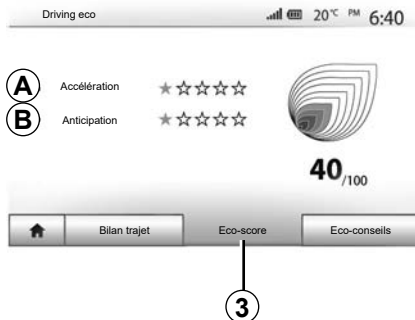 Driving eco 20°C PM 6:40
A Accélération
B Anticipation
40/100
Bilan trajet Eco-score Eco-conseils
3